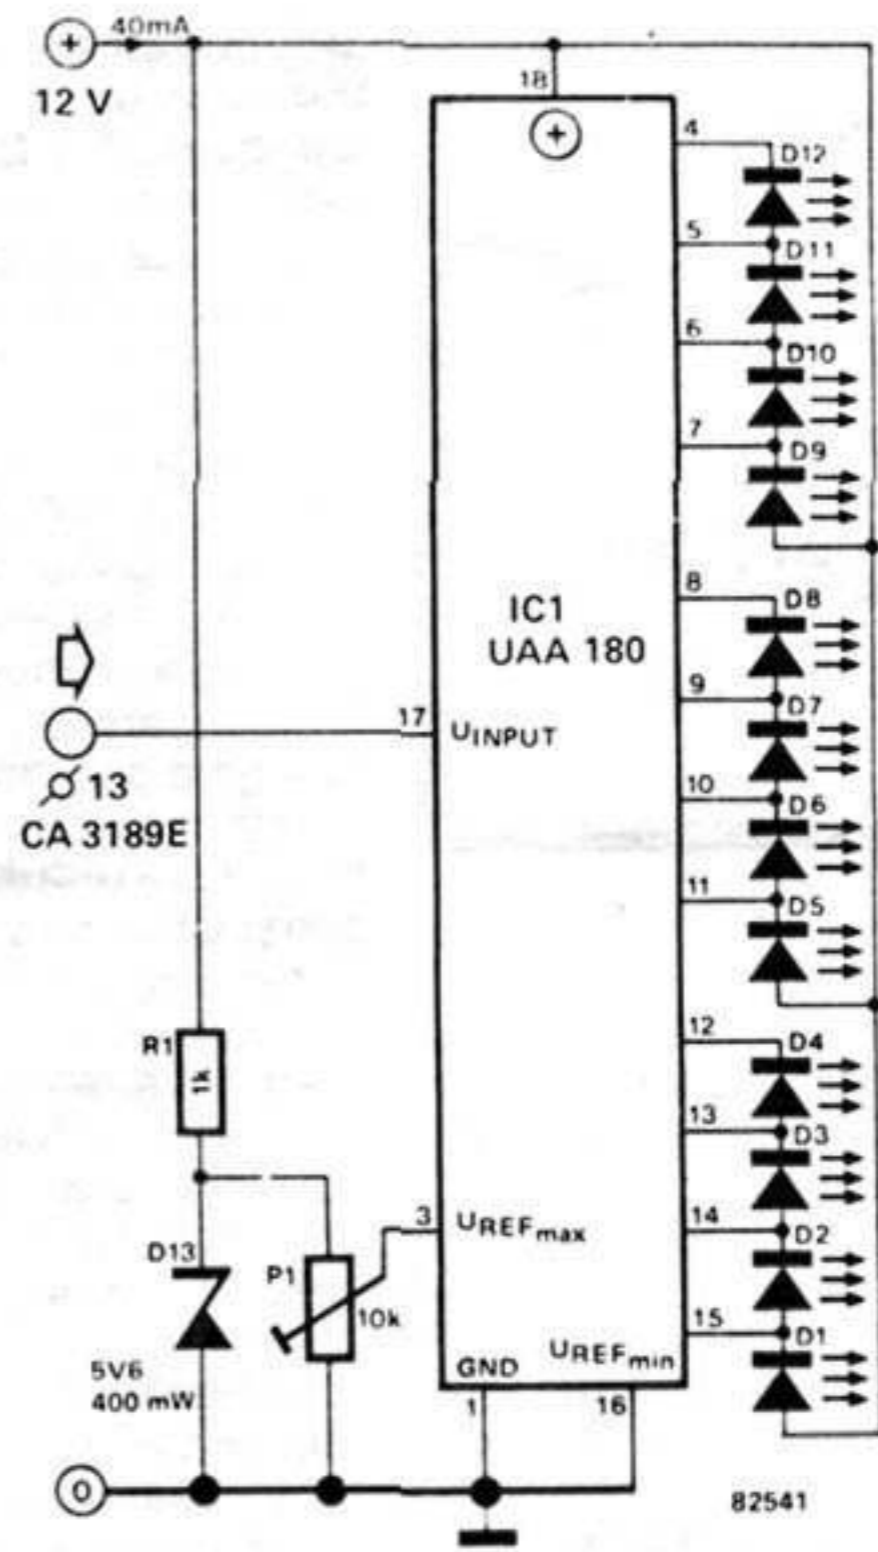 40mA
+
12 V
18
+
4
D12
5
D11
6
D10
7
D9
8
D8
IC1
UAA 180
9
D7
17
UINPUT
13
CA 3189E
10
D6
11
D5
12
D4
R1
1k
13
D3
3
UREFmax
14
D2
D13
P1
10k
15
D1
5V6
400 mW
GND
UREFmin
1
16
0
82541